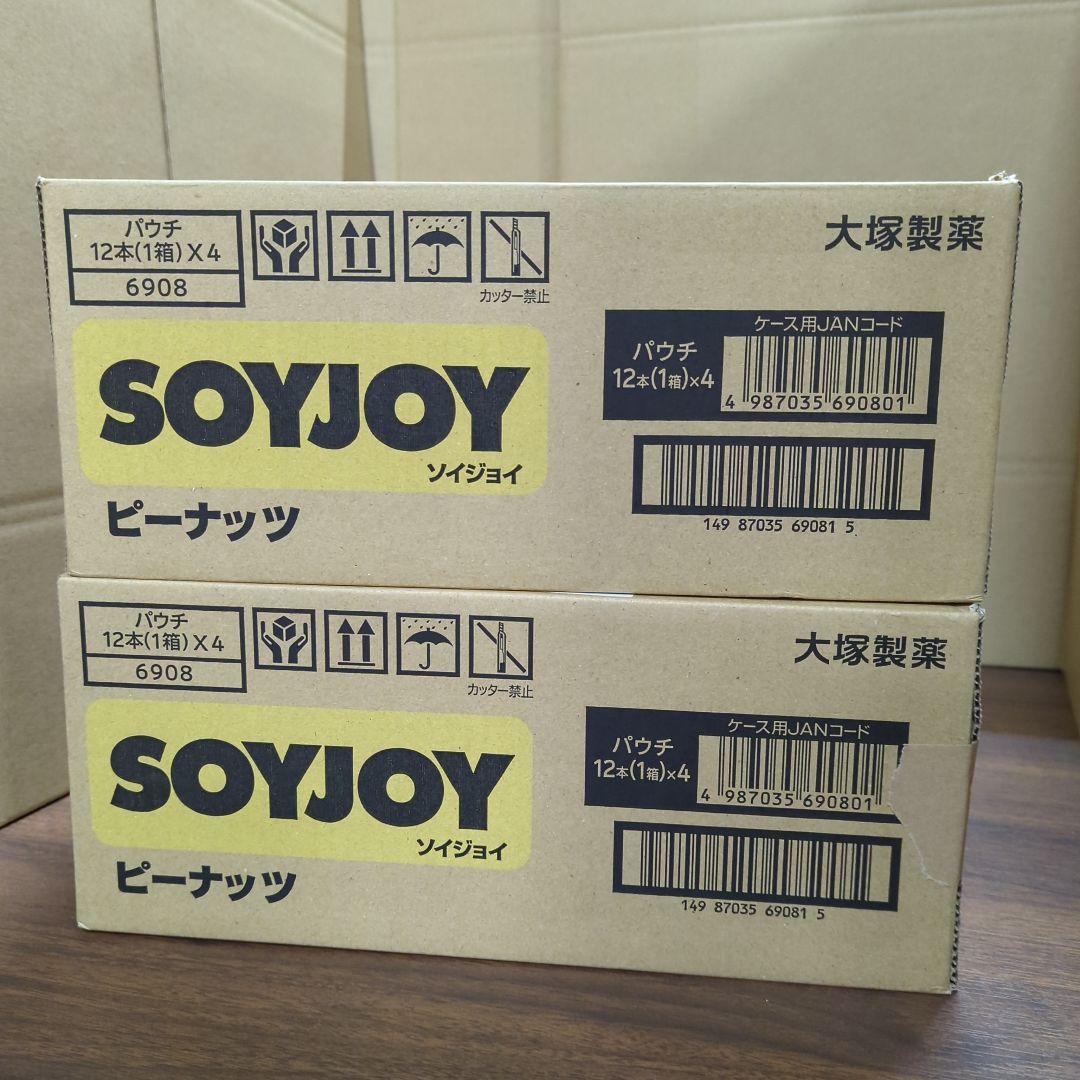 パウチ
12本(1箱)X4
6908
カッター禁止
大塚製薬
SOYJOY
ソイジョイ
ピーナッツ
ケース用JANコード
パウチ
12本(1箱)×4
4 987035 690801
149 87035 69081 5
パウチ
12本(1箱)X4
6908
カッター禁止
大塚製薬
SOYJOY
ソイジョイ
ピーナッツ
ケース用JANコード
パウチ
12本(1箱)×4
4 987035 690801
149 87035 69081 5